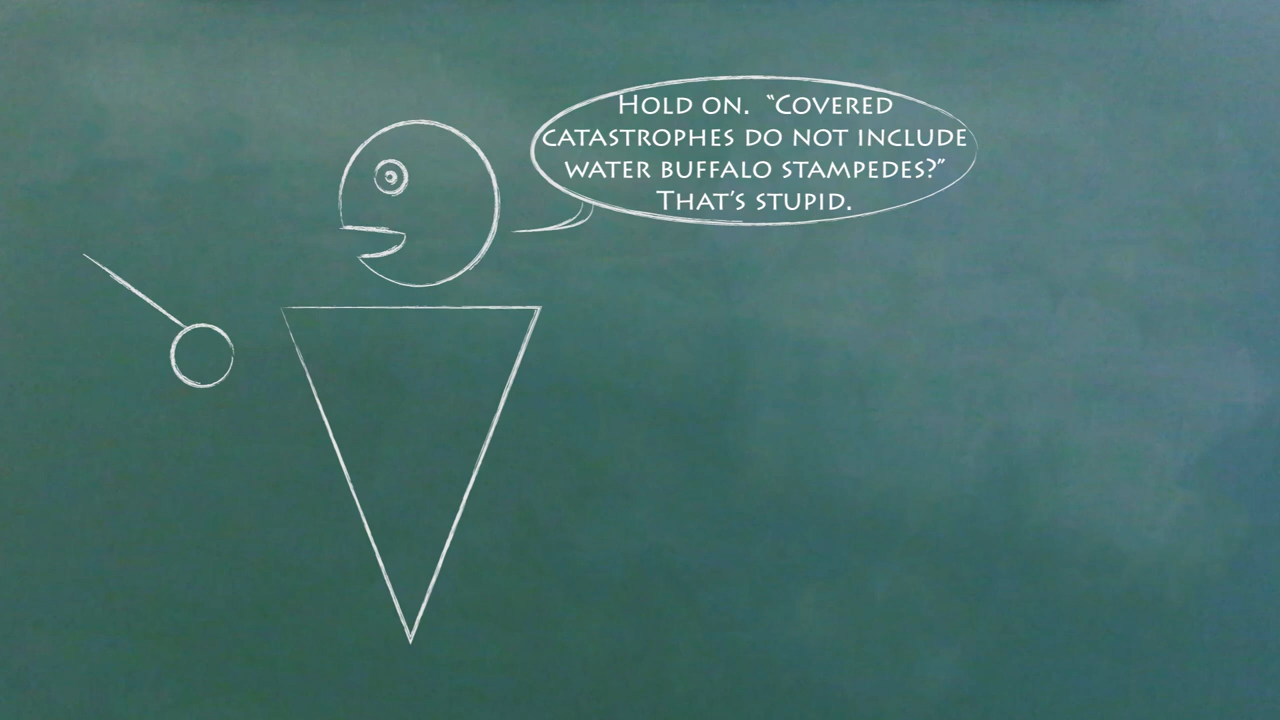 Hold on. “Covered
catastrophes do not include
water buffalo stampedes?”
That’s stupid.